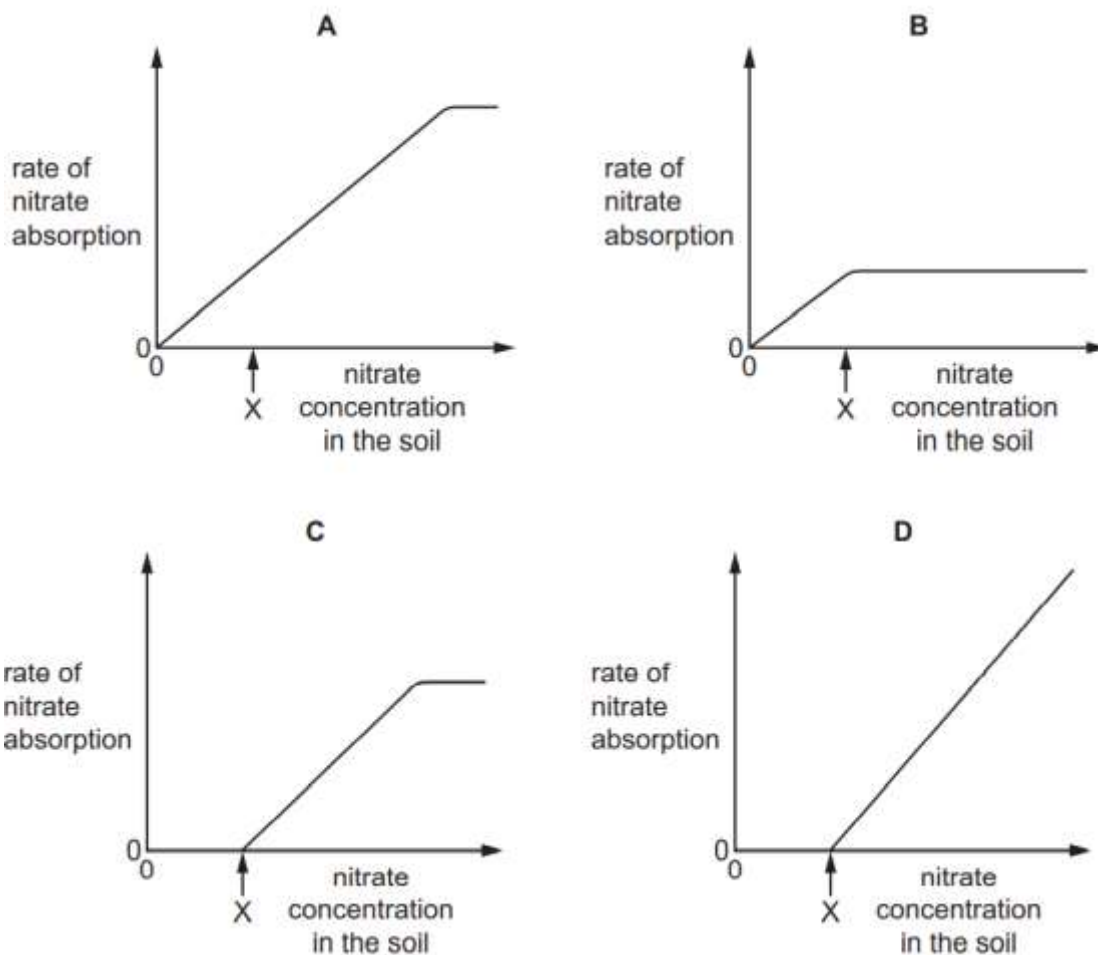 A
rate of
nitrate
absorption
0
0
X
nitrate
concentration
in the soil
B
rate of
nitrate
absorption
0
0
X
nitrate
concentration
in the soil
C
rate of
nitrate
absorption
0
0
X
nitrate
concentration
in the soil
D
rate of
nitrate
absorption
0
0
X
nitrate
concentration
in the soil